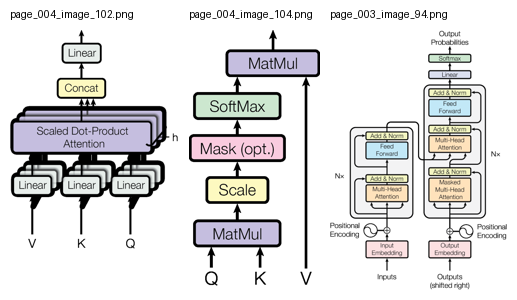 page_004_image_102.png
Linear
Concat
Scaled Dot-Product
Attention
h
Linear
Linear
Linear
V
K
Q
page_004_image_104.png
MatMul
SoftMax
Mask (opt.)
Scale
MatMul
Q
K
V
page_003_image_94.png
Output
Probabilities
Softmax
Linear
Add & Norm
Feed
Forward
Add & Norm
Multi-Head
Attention
Add & Norm
Masked
Multi-Head
Attention
Nx
Add & Norm
Feed
Forward
Add & Norm
Multi-Head
Attention
Nx
Positional
Encoding
Positional
Encoding
Input
Embedding
Output
Embedding
Inputs
Outputs
(shifted right)